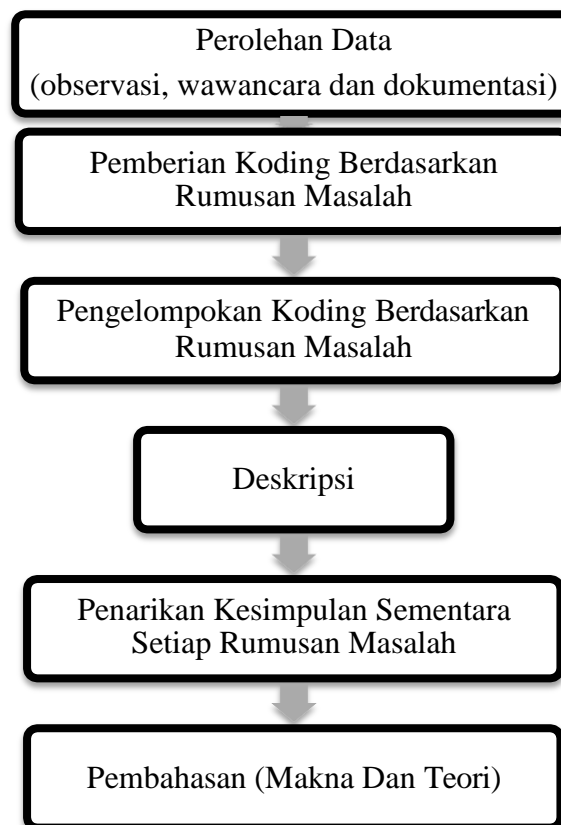 Perolehan Data
(observasi, wawancara dan dokumentasi)
Pemberian Koding Berdasarkan
Rumusan Masalah
Pengelompokan Koding Berdasarkan
Rumusan Masalah
Deskripsi
Penarikan Kesimpulan Sementara
Setiap Rumusan Masalah
Pembahasan (Makna Dan Teori)